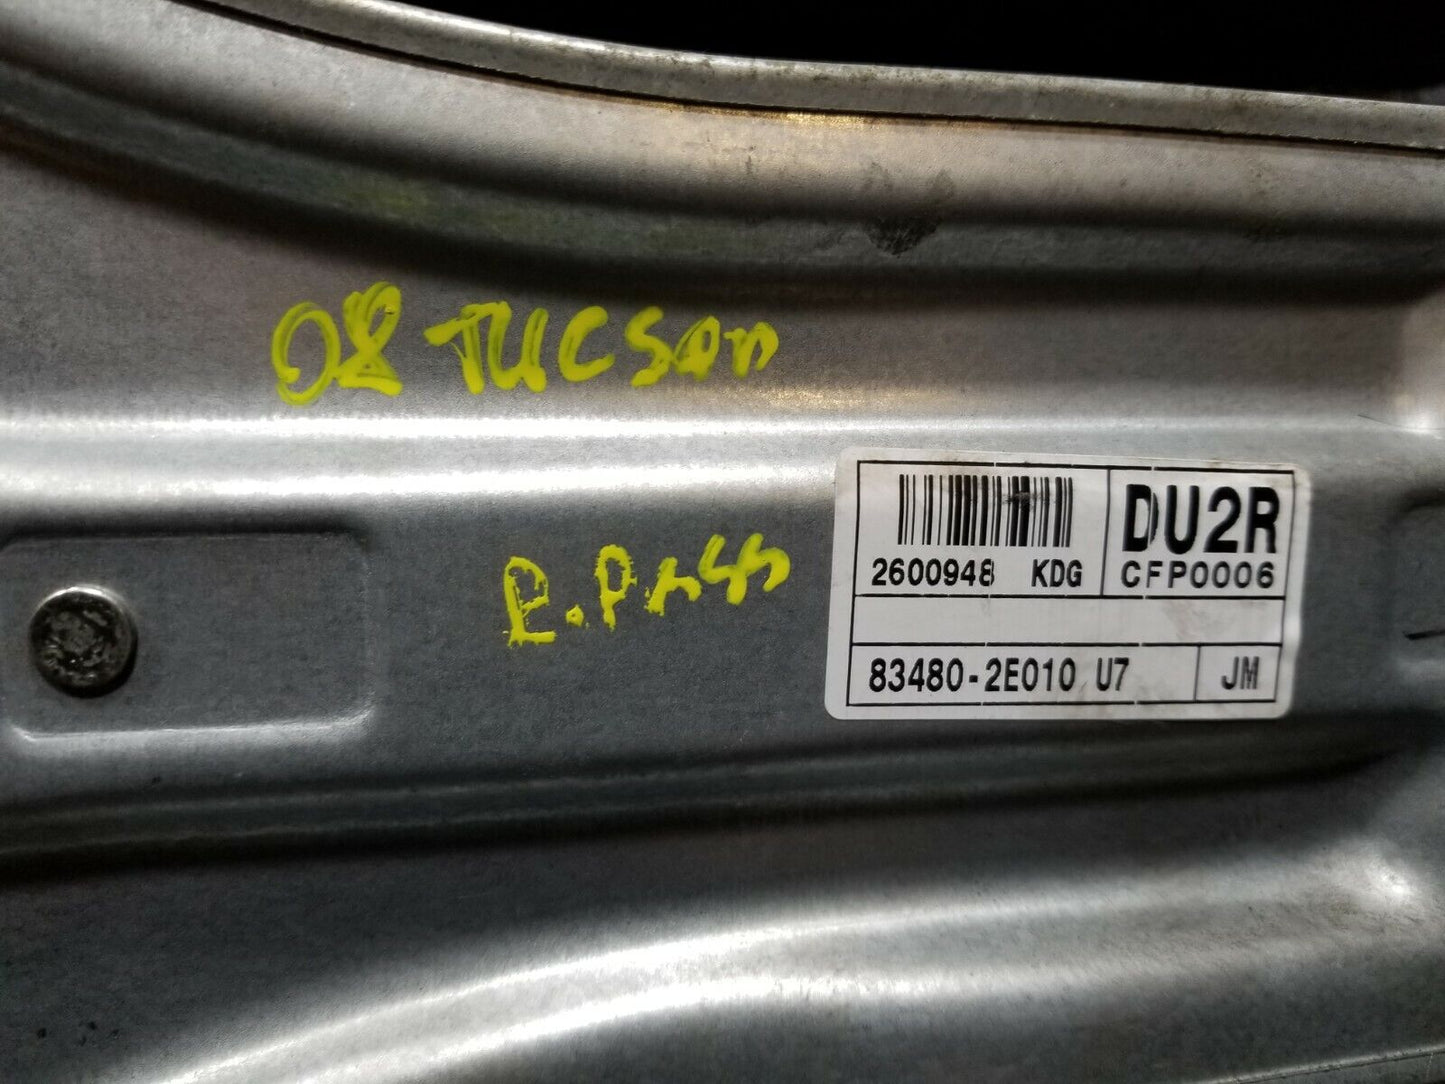 08 TUCSon
R.PASS
2600948 KDG
DU2R
CFP0006
83480-2E010 U7
JM